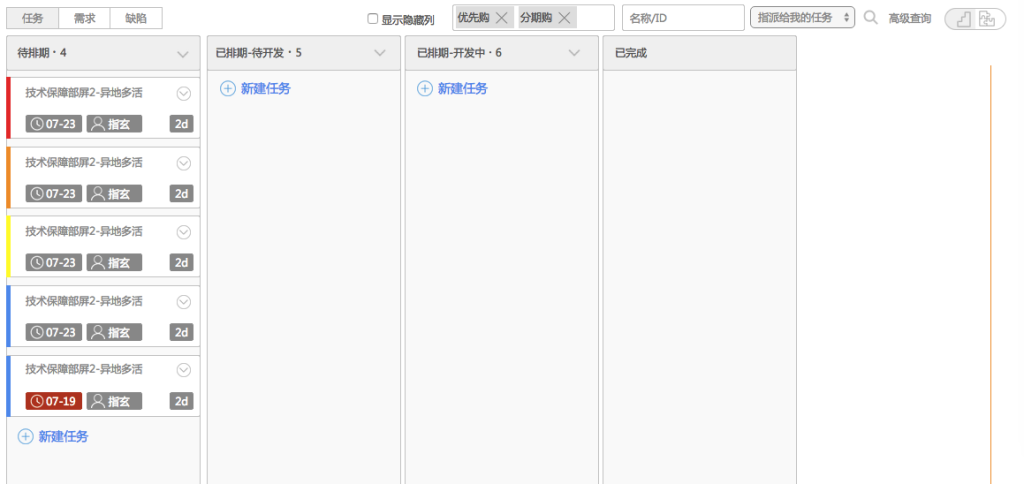 任务 需求 缺陷 显示隐藏列 优先购 分期购 名称/ID 指派给我的任务 高级查询
待排期·4 已排期-待开发·5 已排期-开发中·6 已完成
技术保障部屏2-异地多活
07-23 指玄 2d
技术保障部屏2-异地多活
07-23 指玄 2d
技术保障部屏2-异地多活
07-23 指玄 2d
技术保障部屏2-异地多活
07-23 指玄 2d
技术保障部屏2-异地多活
07-19 指玄 2d
新建任务
新建任务
新建任务